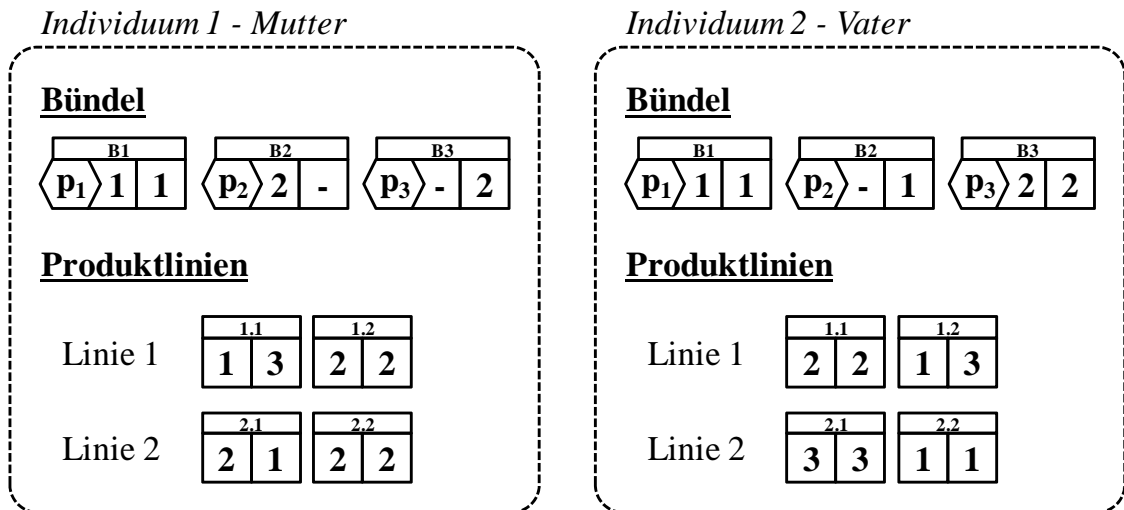 Individuum 1 - Mutter
Bündel
B1 B2 B3
p1 1 1 p2 2 - p3 - 2
Produktlinien
1.1 1.2
Linie 1 1 3 2 2
2.1 2.2
Linie 2 2 1 2 2
Individuum 2 - Vater
Bündel
B1 B2 B3
p1 1 1 p2 - 1 p3 2 2
Produktlinien
1.1 1.2
Linie 1 2 2 1 3
2.1 2.2
Linie 2 3 3 1 1